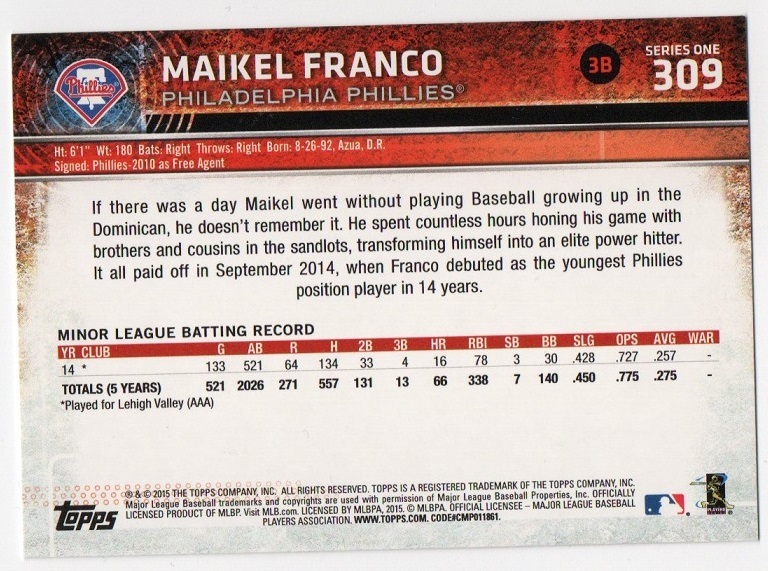 Phillies
MAIKEL FRANCO
PHILADELPHIA PHILLIES®
3B
SERIES ONE
309
Ht: 6'1" Wt: 180 Bats: Right Throws: Right Born: 8-26-92, Azua, D.R.
Signed: Phillies-2010 as Free Agent
If there was a day Maikel went without playing Baseball growing up in the
Dominican, he doesn't remember it. He spent countless hours honing his game with
brothers and cousins in the sandlots, transforming himself into an elite power hitter.
It all paid off in September 2014, when Franco debuted as the youngest Phillies
position player in 14 years.
MINOR LEAGUE BATTING RECORD
YR CLUB G AB R H 2B 3B HR RBI SB BB SLG OPS AVG WAR
14 * 133 521 64 134 33 4 16 78 3 30 .428 .727 .257 -
TOTALS (5 YEARS) 521 2026 271 557 131 13 66 338 7 140 .450 .775 .275 -
*Played for Lehigh Valley (AAA)
topps
® & © 2015 THE TOPPS COMPANY, INC. ALL RIGHTS RESERVED. TOPPS IS A REGISTERED TRADEMARK OF THE TOPPS COMPANY, INC.
Major League Baseball trademarks and copyrights are used with permission of Major League Baseball Properties, Inc. OFFICIALLY
LICENSED PRODUCT OF MLBP. Visit MLB.com. LICENSED BY MLBPA, 2015. © MLBPA. OFFICIAL LICENSEE – MAJOR LEAGUE BASEBALL
PLAYERS ASSOCIATION. WWW.TOPPS.COM. CODE#CMP011861.